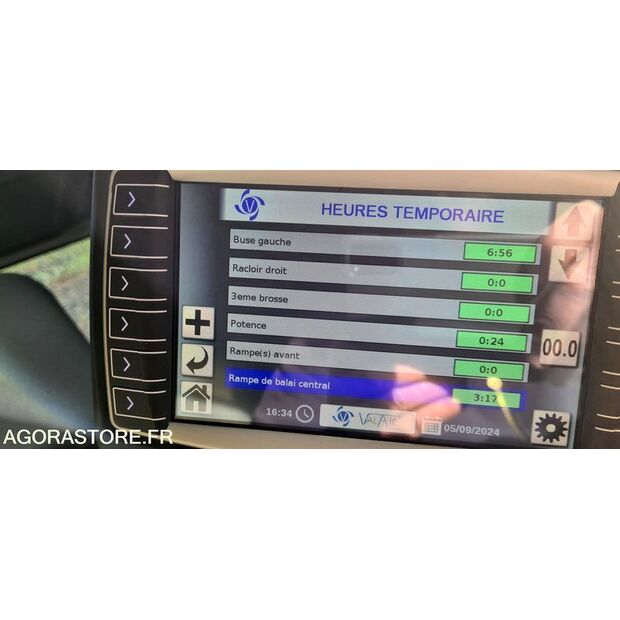 HEURES TEMPORAIRE
Buse gauche 6:56
Racloir droit 0:0
3eme brosse 0:0
Potence 0:24
00.0
Rampe(s) avant 0:0
Rampe de balai central 3:17
16:34 VALAIR 05/09/2024
AGORASTORE.FR